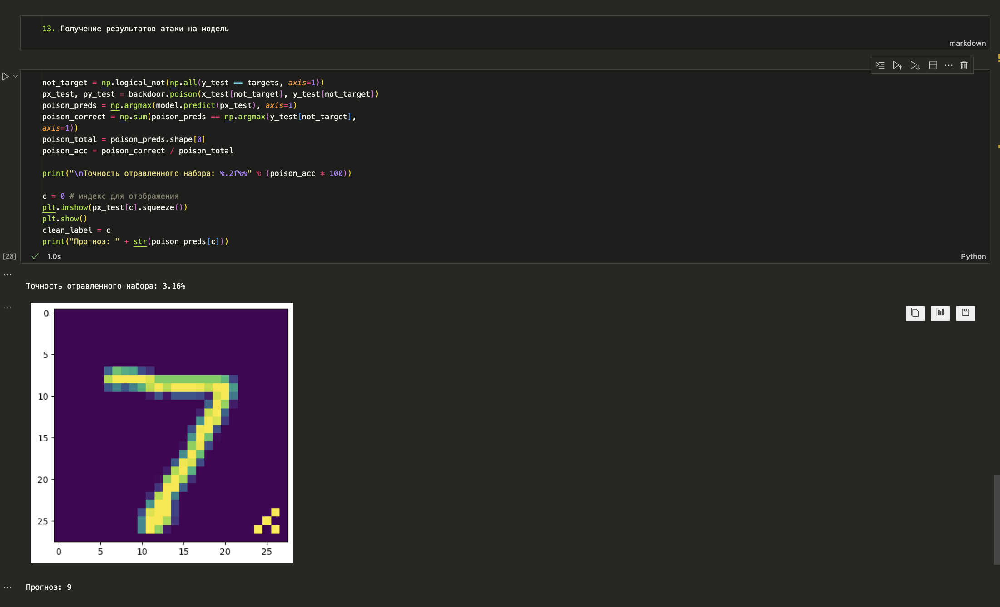 13. Получение результатов атаки на модель
markdown
not_target = np.logical_not(np.all(y_test == targets, axis=1))
px_test, py_test = backdoor.poison(x_test[not_target], y_test[not_target])
poison_preds = np.argmax(model.predict(px_test), axis=1)
poison_correct = np.sum(poison_preds == np.argmax(y_test[not_target],
axis=1))
poison_total = poison_preds.shape[0]
poison_acc = poison_correct / poison_total
print("\nТочность отравленного набора: %.2f%%" % (poison_acc * 100))
c = 0 # индекс для отображения
plt.imshow(px_test[c].squeeze())
plt.show()
clean_label = c
print("Прогноз: " + str(poison_preds[c]))
[20] 1.0s Python
Точность отравленного набора: 3.16%
0
5
10
15
20
25
0 5 10 15 20 25
Прогноз: 9